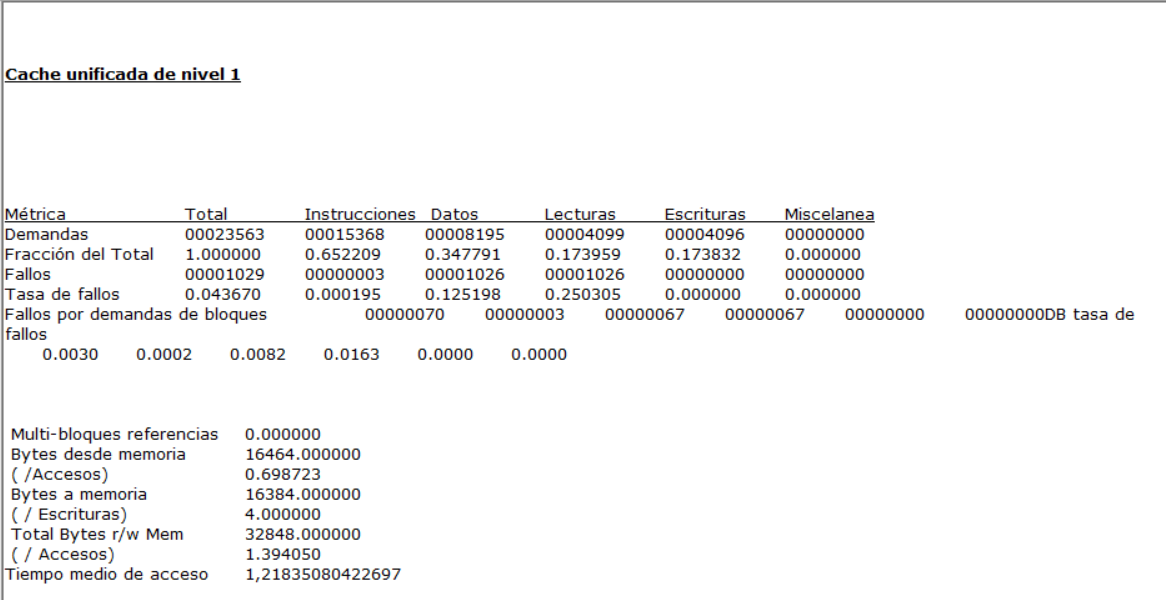 Cache unificada de nivel 1
Métrica Total Instrucciones Datos Lecturas Escrituras Miscelanea
Demandas 00023563 00015368 00008195 00004099 00004096 00000000
Fracción del Total 1.000000 0.652209 0.347791 0.173959 0.173832 0.000000
Fallos 00001029 00000003 00001026 00001026 00000000 00000000
Tasa de fallos 0.043670 0.000195 0.125198 0.250305 0.000000 0.000000
Fallos por demandas de bloques 00000070 00000003 00000067 00000067 00000000 00000000DB tasa de
fallos
0.0030 0.0002 0.0082 0.0163 0.0000 0.0000
Multi-bloques referencias 0.000000
Bytes desde memoria 16464.000000
( /Accesos) 0.698723
Bytes a memoria 16384.000000
( / Escrituras) 4.000000
Total Bytes r/w Mem 32848.000000
( / Accesos) 1.394050
Tiempo medio de acceso 1,21835080422697